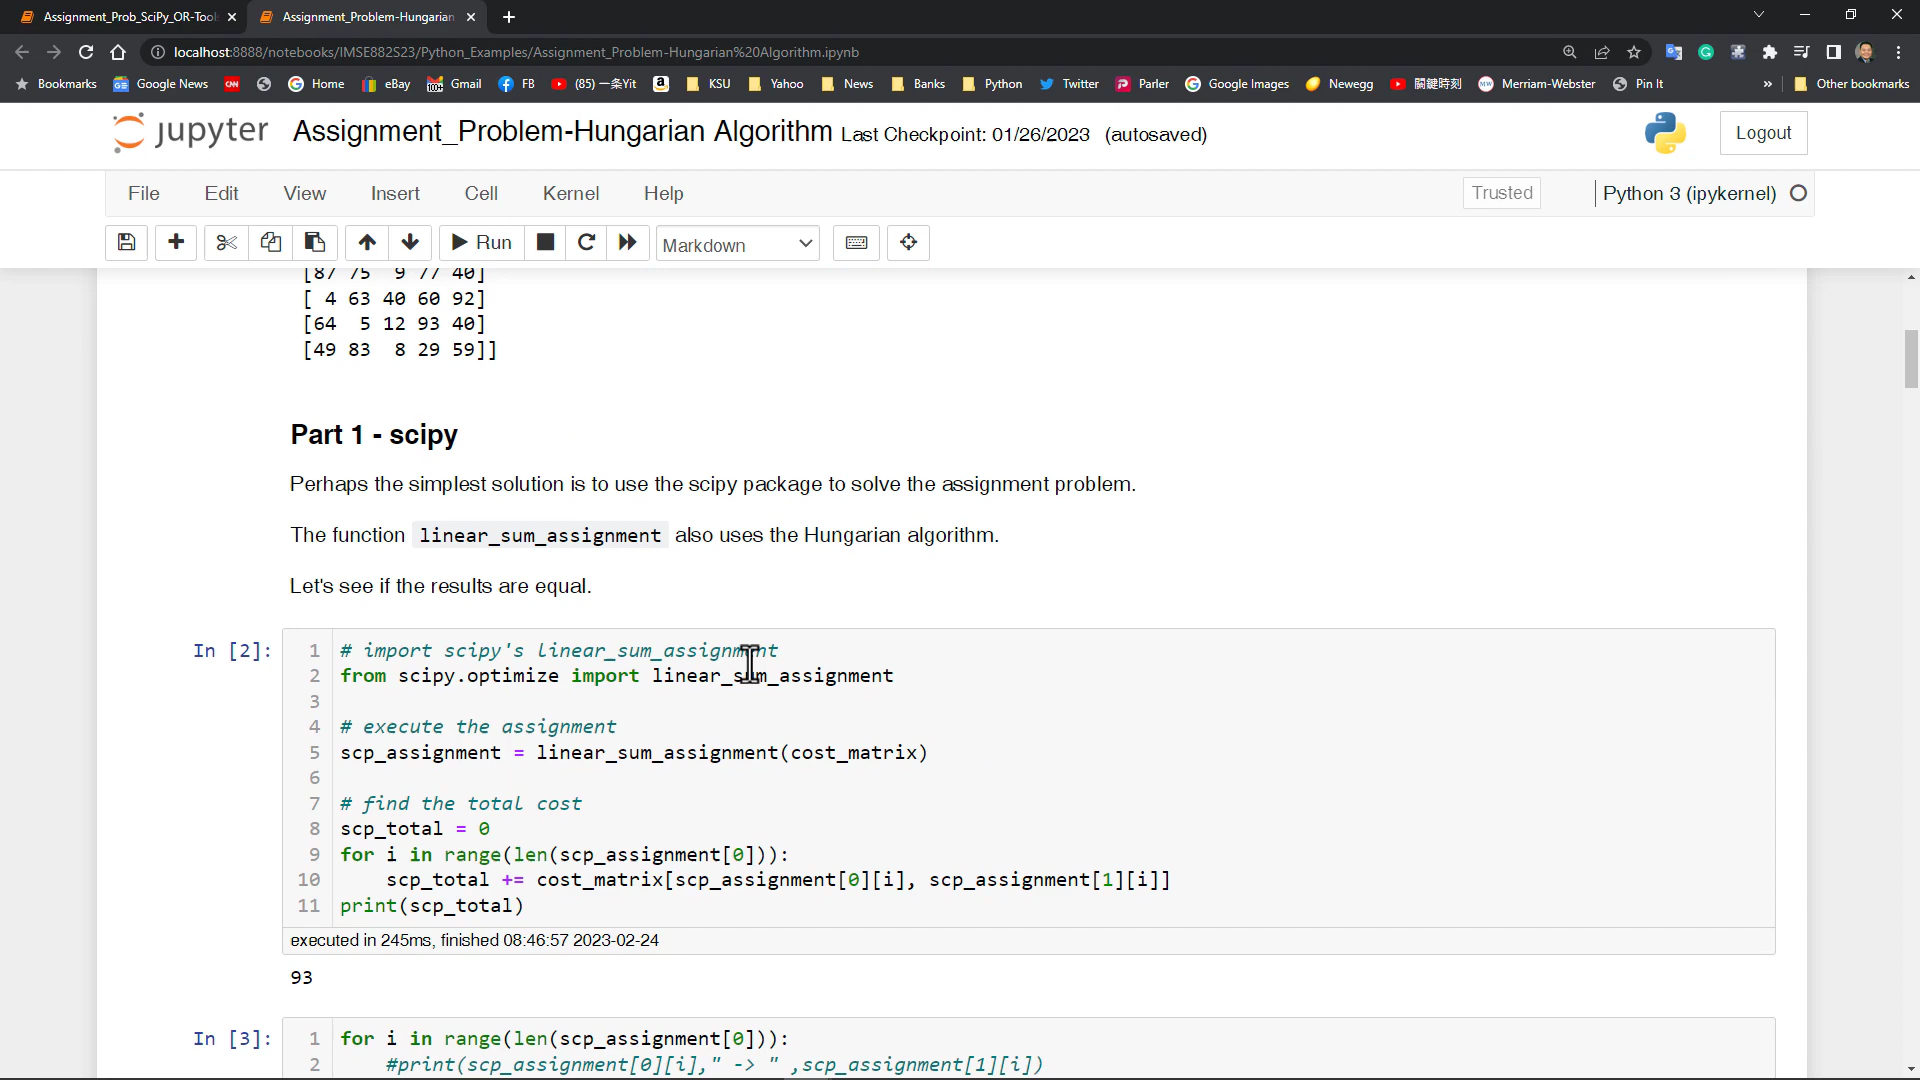 Assignment_Prob_SciPy_OR-Tool
Assignment_Problem-Hungarian
localhost:8888/notebooks/IMSE882S23/Python_Examples/Assignment_Problem-Hungarian%20Algorithm.ipynb
Bookmarks Google News CNN Home eBay 100+ Gmail FB (85) 一条Yit KSU Yahoo News Banks Python Twitter Parler Google Images Newegg 關鍵時刻 Merriam-Webster Pin It » Other bookmarks
jupyter Assignment_Problem-Hungarian Algorithm Last Checkpoint: 01/26/2023 (autosaved) Logout
File Edit View Insert Cell Kernel Help Trusted Python 3 (ipykernel)
Run Markdown
[87 75 9 77 40]
[ 4 63 40 60 92]
[64 5 12 93 40]
[49 83 8 29 59]]
Part 1 - scipy
Perhaps the simplest solution is to use the scipy package to solve the assignment problem.
The function linear_sum_assignment also uses the Hungarian algorithm.
Let's see if the results are equal.
In [2]: 1 # import scipy's linear_sum_assignment
2 from scipy.optimize import linear_sum_assignment
3
4 # execute the assignment
5 scp_assignment = linear_sum_assignment(cost_matrix)
6
7 # find the total cost
8 scp_total = 0
9 for i in range(len(scp_assignment[0])):
10 scp_total += cost_matrix[scp_assignment[0][i], scp_assignment[1][i]]
11 print(scp_total)
executed in 245ms, finished 08:46:57 2023-02-24
93
In [3]: 1 for i in range(len(scp_assignment[0])):
2 #print(scp_assignment[0][i]," -> " ,scp_assignment[1][i])